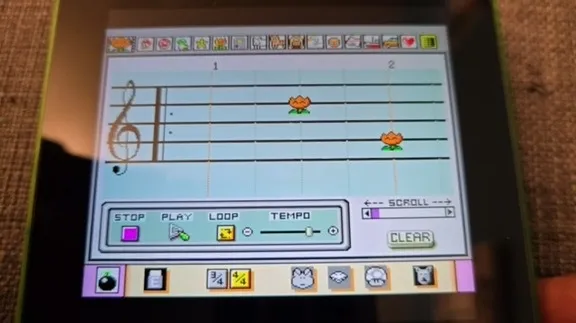 1 2
<-- SCROLL -->
STOP PLAY LOOP TEMPO
CLEAR
3/4 4/4